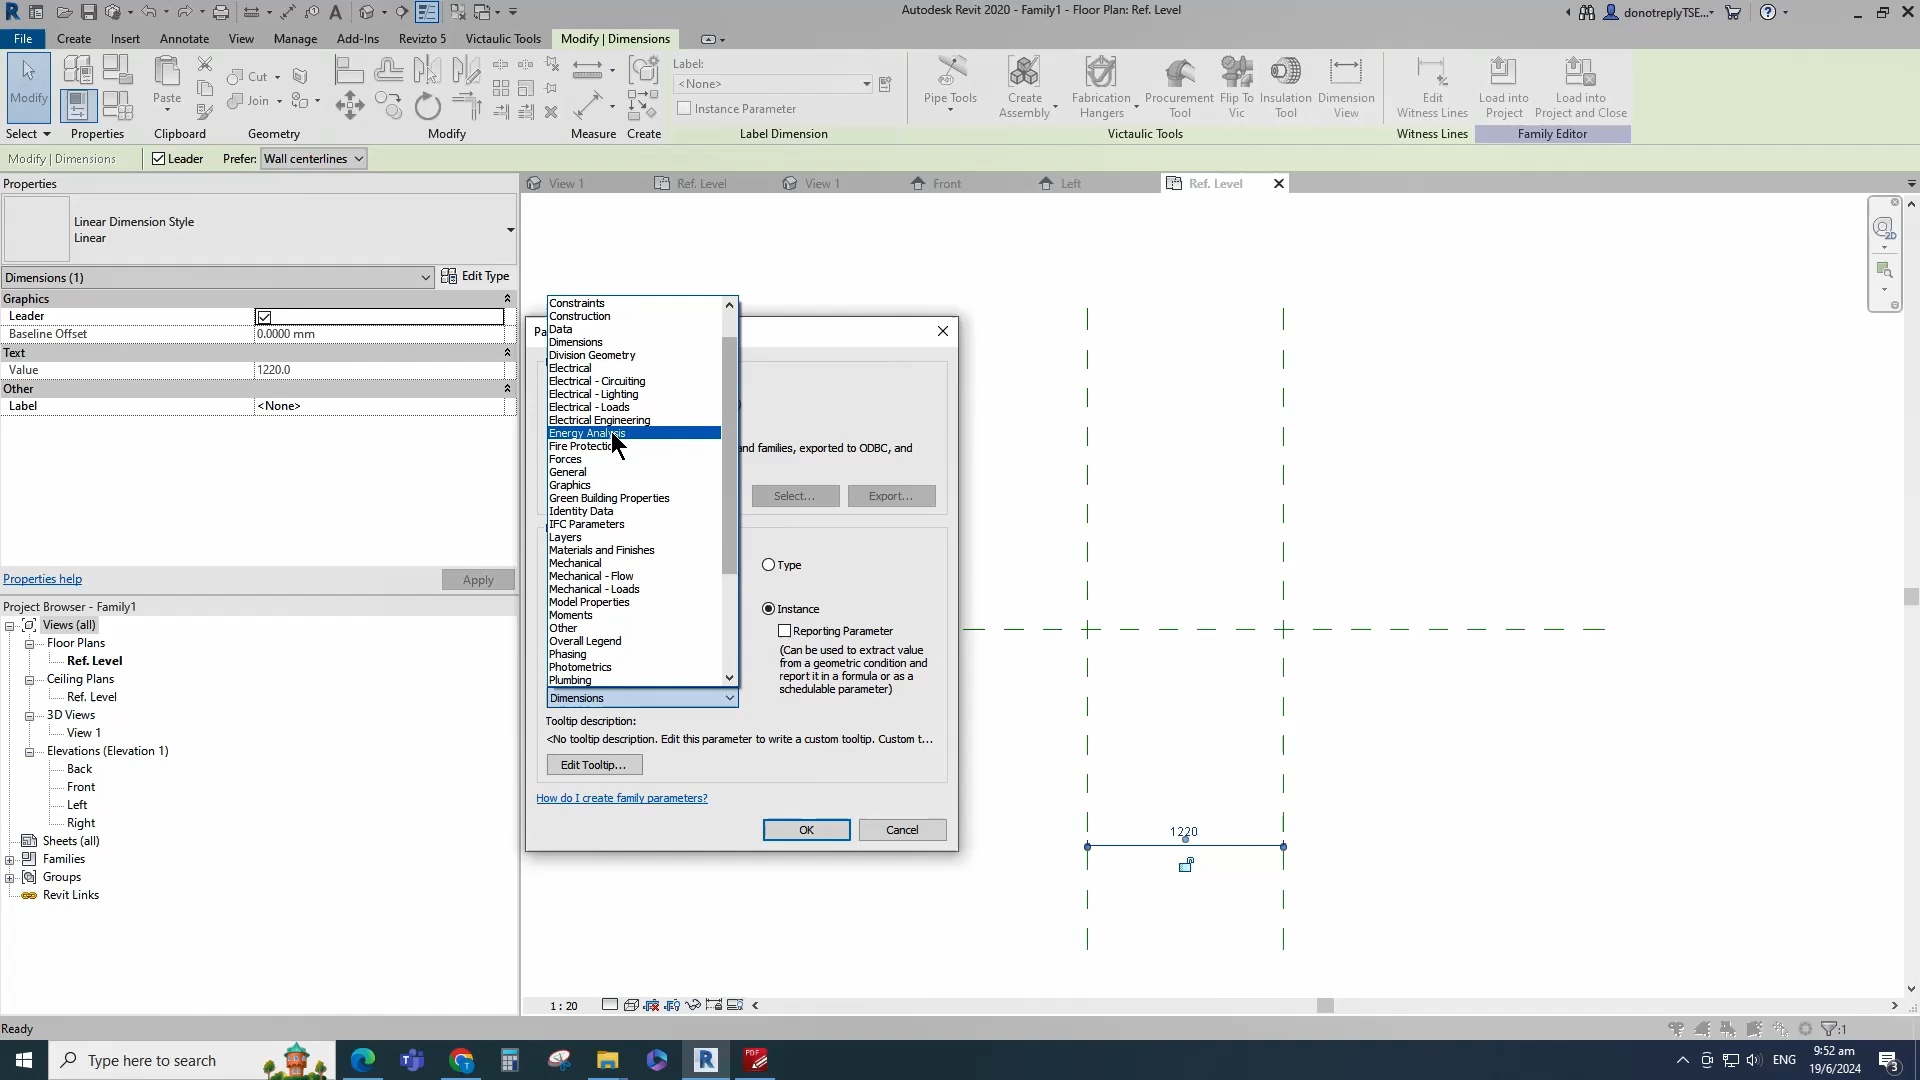 Autodesk Revit 2020 - Family1 - Floor Plan: Ref. Level
donotreplyTSE...
File Create Insert Annotate View Manage Add-Ins Revizto 5 Victaulic Tools Modify | Dimensions
Modify
Paste
Cut
Join
Label:
<None>
Instance Parameter
Pipe Tools
Create Assembly
Fabrication Hangers
Procurement Tool
Flip To Vic
Insulation Tool
Dimension View
Edit Witness Lines
Load into Project
Load into Project and Close
Select Properties Clipboard Geometry Modify Measure Create Label Dimension Victaulic Tools Witness Lines Family Editor
Modify | Dimensions Leader Prefer: Wall centerlines
Properties
View 1 Ref. Level View 1 Front Left Ref. Level
Linear Dimension Style
Linear
Dimensions (1) Edit Type
Graphics
Leader
Baseline Offset 0.0000 mm
Text
Value 1220.0
Other
Label <None>
Properties help Apply
Project Browser - Family1
Views (all)
Floor Plans
Ref. Level
Ceiling Plans
Ref. Level
3D Views
View 1
Elevations (Elevation 1)
Back
Front
Left
Right
Sheets (all)
Families
Groups
Revit Links
Pa
Constraints
Construction
Data
Dimensions
Division Geometry
Electrical
Electrical - Circuiting
Electrical - Lighting
Electrical - Loads
Electrical Engineering
Energy Analysis
Fire Protection
Forces
General
Graphics
Green Building Properties
Identity Data
IFC Parameters
Layers
Materials and Finishes
Mechanical
Mechanical - Flow
Mechanical - Loads
Model Properties
Moments
Other
Overall Legend
Phasing
Photometrics
Plumbing
Dimensions
and families, exported to ODBC, and
Select... Export...
Type
Instance
Reporting Parameter
(Can be used to extract value
from a geometric condition and
report it in a formula or as a
schedulable parameter)
Tooltip description:
<No tooltip description. Edit this parameter to write a custom tooltip. Custom t...
Edit Tooltip...
How do I create family parameters?
OK Cancel
1220
2D
1 : 20
Ready
:1
Type here to search
PDF
ENG
9:52 am
19/6/2024
3